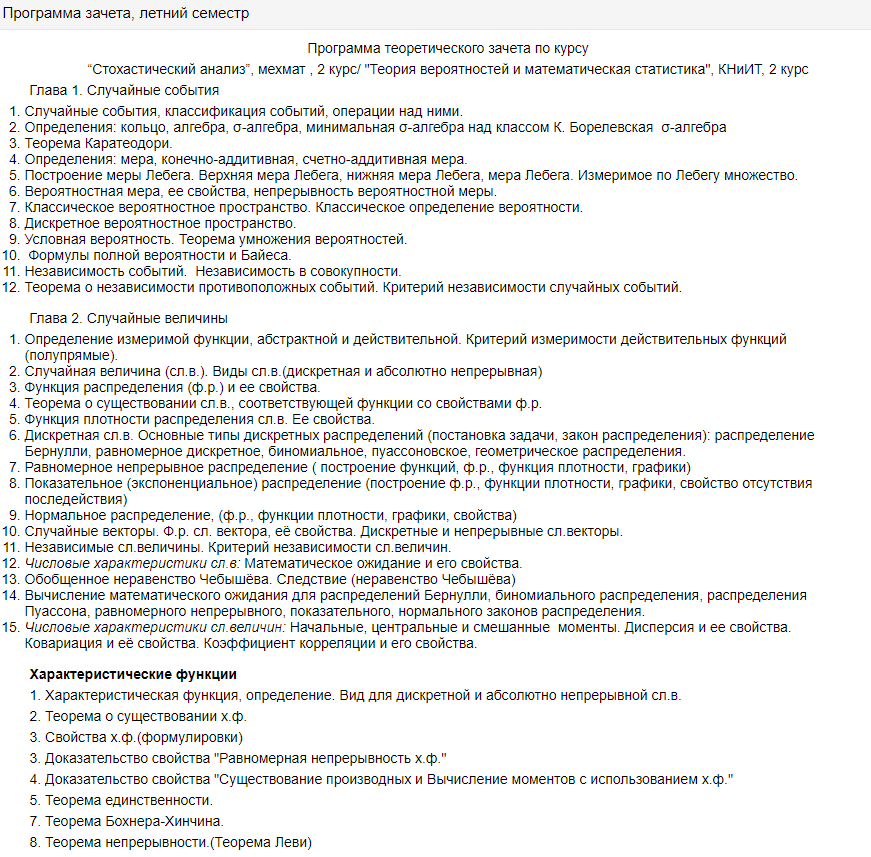 Программа зачета, летний семестр
Программа теоретического зачета по курсу
“Стохастический анализ”, мехмат , 2 курс/ "Теория вероятностей и математическая статистика", КНиИТ, 2 курс
Глава 1. Случайные события
1. Случайные события, классификация событий, операции над ними.
2. Определения: кольцо, алгебра, σ-алгебра, минимальная σ-алгебра над классом К. Борелевская σ-алгебра
3. Теорема Каратеодори.
4. Определения: мера, конечно-аддитивная, счетно-аддитивная мера.
5. Построение меры Лебега. Верхняя мера Лебега, нижняя мера Лебега, мера Лебега. Измеримое по Лебегу множество.
6. Вероятностная мера, ее свойства, непрерывность вероятностной меры.
7. Классическое вероятностное пространство. Классическое определение вероятности.
8. Дискретное вероятностное пространство.
9. Условная вероятность. Теорема умножения вероятностей.
10. Формулы полной вероятности и Байеса.
11. Независимость событий. Независимость в совокупности.
12. Теорема о независимости противоположных событий. Критерий независимости случайных событий.
Глава 2. Случайные величины
1. Определение измеримой функции, абстрактной и действительной. Критерий измеримости действительных функций
(полупрямые).
2. Случайная величина (сл.в.). Виды сл.в.(дискретная и абсолютно непрерывная)
3. Функция распределения (ф.р.) и ее свойства.
4. Теорема о существовании сл.в., соответствующей функции со свойствами ф.р.
5. Функция плотности распределения сл.в. Ее свойства.
6. Дискретная сл.в. Основные типы дискретных распределений (постановка задачи, закон распределения): распределение
Бернулли, равномерное дискретное, биномиальное, пуассоновское, геометрическое распределения.
7. Равномерное непрерывное распределение ( построение функций, ф.р., функция плотности, графики)
8. Показательное (экспоненциальное) распределение (построение ф.р., функции плотности, графики, свойство отсутствия
последействия)
9. Нормальное распределение, (ф.р., функции плотности, графики, свойства)
10. Случайные векторы. Ф.р. сл. вектора, её свойства. Дискретные и непрерывные сл.векторы.
11. Независимые сл.величины. Критерий независимости сл.величин.
12. Числовые характеристики сл.в: Математическое ожидание и его свойства.
13. Обобщенное неравенство Чебышёва. Следствие (неравенство Чебышёва)
14. Вычисление математического ожидания для распределений Бернулли, биномиального распределения, распределения
Пуассона, равномерного непрерывного, показательного, нормального законов распределения.
15. Числовые характеристики сл.величин: Начальные, центральные и смешанные моменты. Дисперсия и ее свойства.
Ковариация и её свойства. Коэффициент корреляции и его свойства.
Характеристические функции
1. Характеристическая функция, определение. Вид для дискретной и абсолютно непрерывной сл.в.
2. Теорема о существовании х.ф.
3. Свойства х.ф.(формулировки)
3. Доказательство свойства "Равномерная непрерывность х.ф."
4. Доказательство свойства "Существование производных и Вычисление моментов с использованием х.ф."
5. Теорема единственности.
7. Теорема Бохнера-Хинчина.
8. Теорема непрерывности.(Теорема Леви)